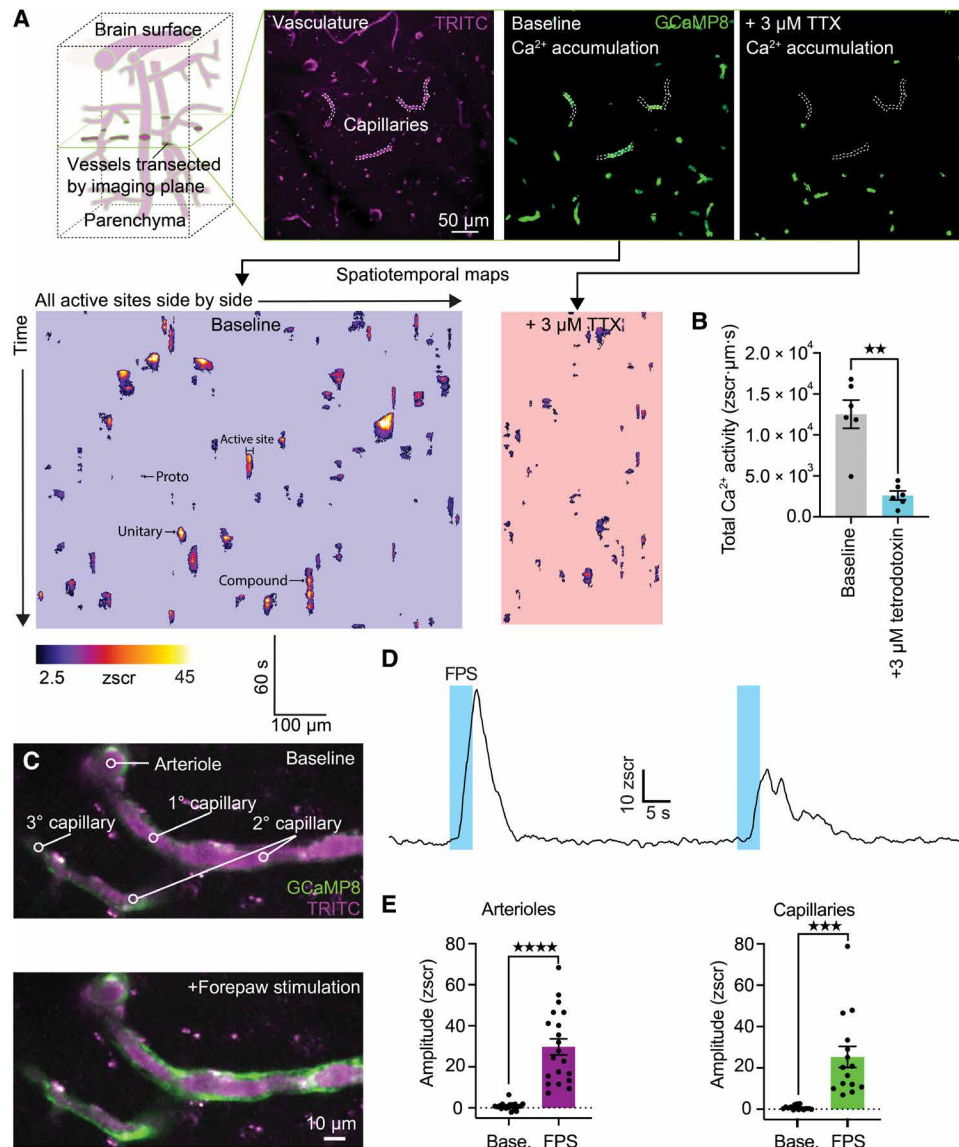 A
Brain surface
Vessels transected
by imaging plane
Parenchyma
Vasculature TRITC
Capillaries
50 µm
Baseline GCaMP8
Ca²⁺ accumulation
+ 3 µM TTX
Ca²⁺ accumulation
Spatiotemporal maps
All active sites side by side
Time
Baseline
Active site
Proto
Unitary
Compound
+ 3 µM TTX
2.5 zscr 45
60 s
100 µm
B
Total Ca²⁺ activity (zscr·µm·s)
2.0 × 10⁴
1.5 × 10⁴
1.0 × 10⁴
5.0 × 10³
0.0
★★
Baseline
+3 µM tetrodotoxin
C
Baseline
Arteriole
1° capillary
3° capillary
2° capillary
GCaMP8
TRITC
+Forepaw stimulation
10 µm
D
FPS
10 zscr
5 s
E
Arterioles
★★★★
Amplitude (zscr)
80
60
40
20
0
Base. FPS
Capillaries
★★★
Amplitude (zscr)
80
60
40
20
0
Base. FPS